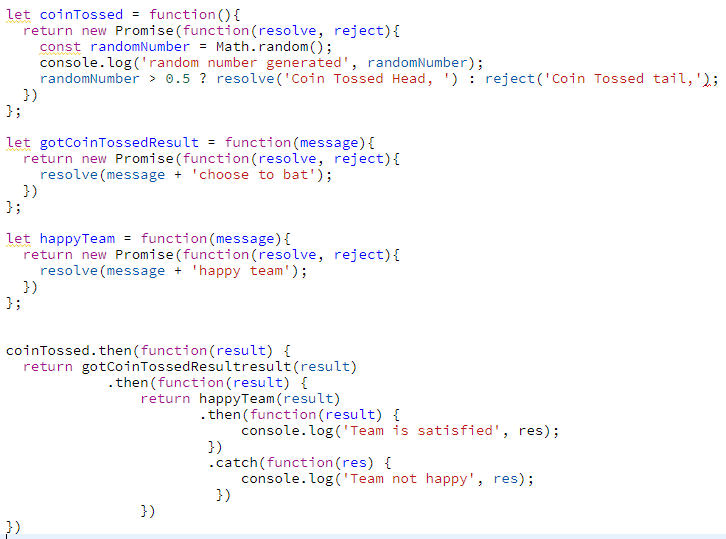 let coinTossed = function(){
  return new Promise(function(resolve, reject){
    const randomNumber = Math.random();
    console.log('random number generated', randomNumber);
    randomNumber > 0.5 ? resolve('Coin Tossed Head, ') : reject('Coin Tossed tail,');
  })
};
let gotCoinTossedResult = function(message){
  return new Promise(function(resolve, reject){
    resolve(message + 'choose to bat');
  })
};
let happyTeam = function(message){
  return new Promise(function(resolve, reject){
    resolve(message + 'happy team');
  })
};
coinTossed.then(function(result) {
  return gotCoinTossedResultresult(result)
            .then(function(result) {
                return happyTeam(result)
                       .then(function(result) {
                            console.log('Team is satisfied', res);
                        })
                        .catch(function(res) {
                            console.log('Team not happy', res);
                         })
                })
})